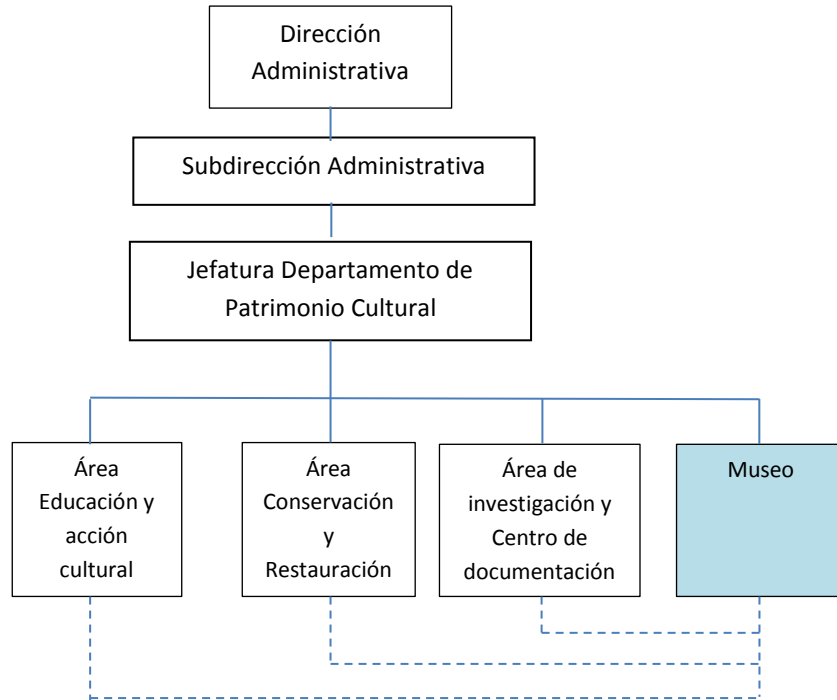 Dirección
Administrativa
Subdirección Administrativa
Jefatura Departamento de
Patrimonio Cultural
Área
Educación y
acción
cultural
Área
Conservación
y
Restauración
Área de
investigación y
Centro de
documentación
Museo